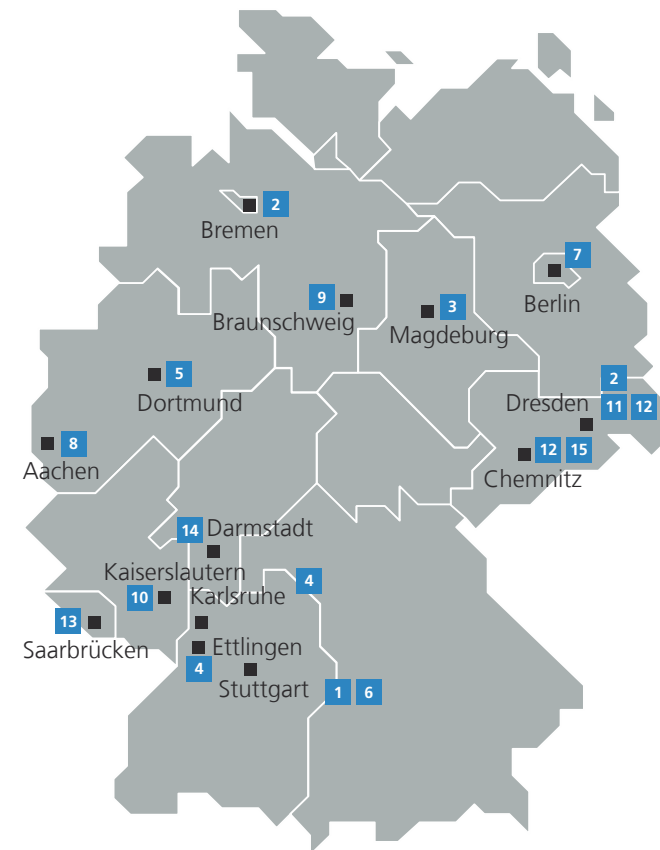 2
Bremen
7
Berlin
9
Braunschweig
3
Magdeburg
5
Dortmund
2
Dresden
11 12
8
Aachen
12 15
Chemnitz
14 Darmstadt
Kaiserslautern
10
Karlsruhe
4
13
Saarbrücken
Ettlingen
4
Stuttgart
1 6